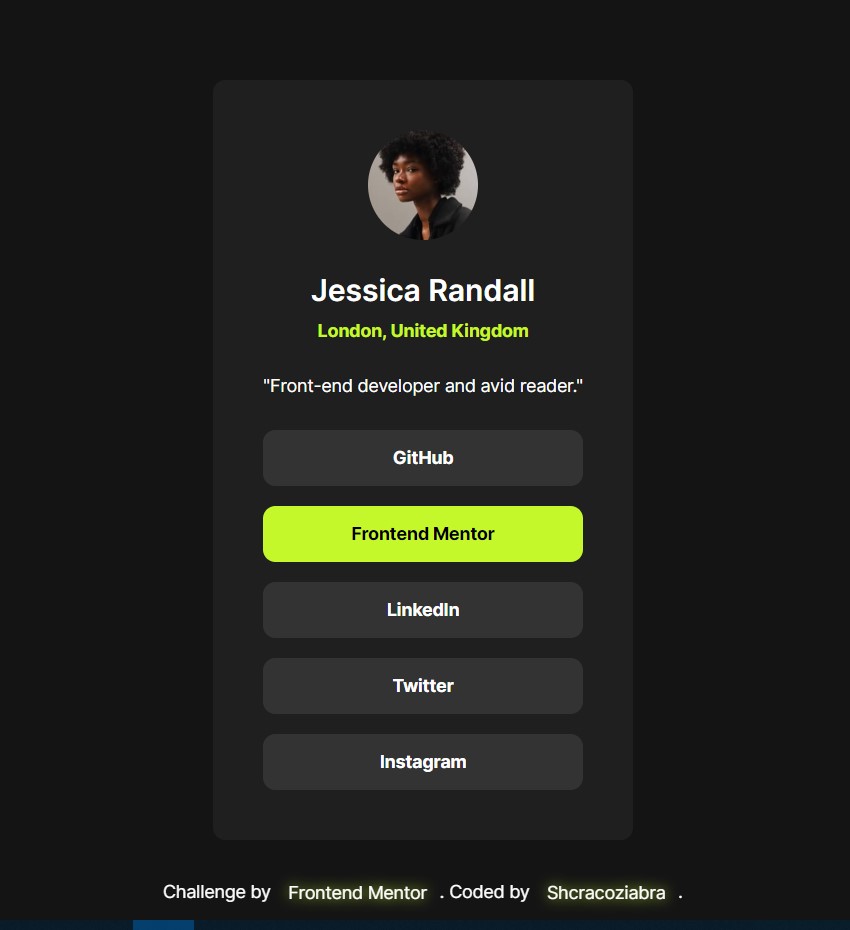 Jessica Randall
London, United Kingdom
"Front-end developer and avid reader."
GitHub
Frontend Mentor
LinkedIn
Twitter
Instagram
Challenge by Frontend Mentor . Coded by Shcracoziabra .